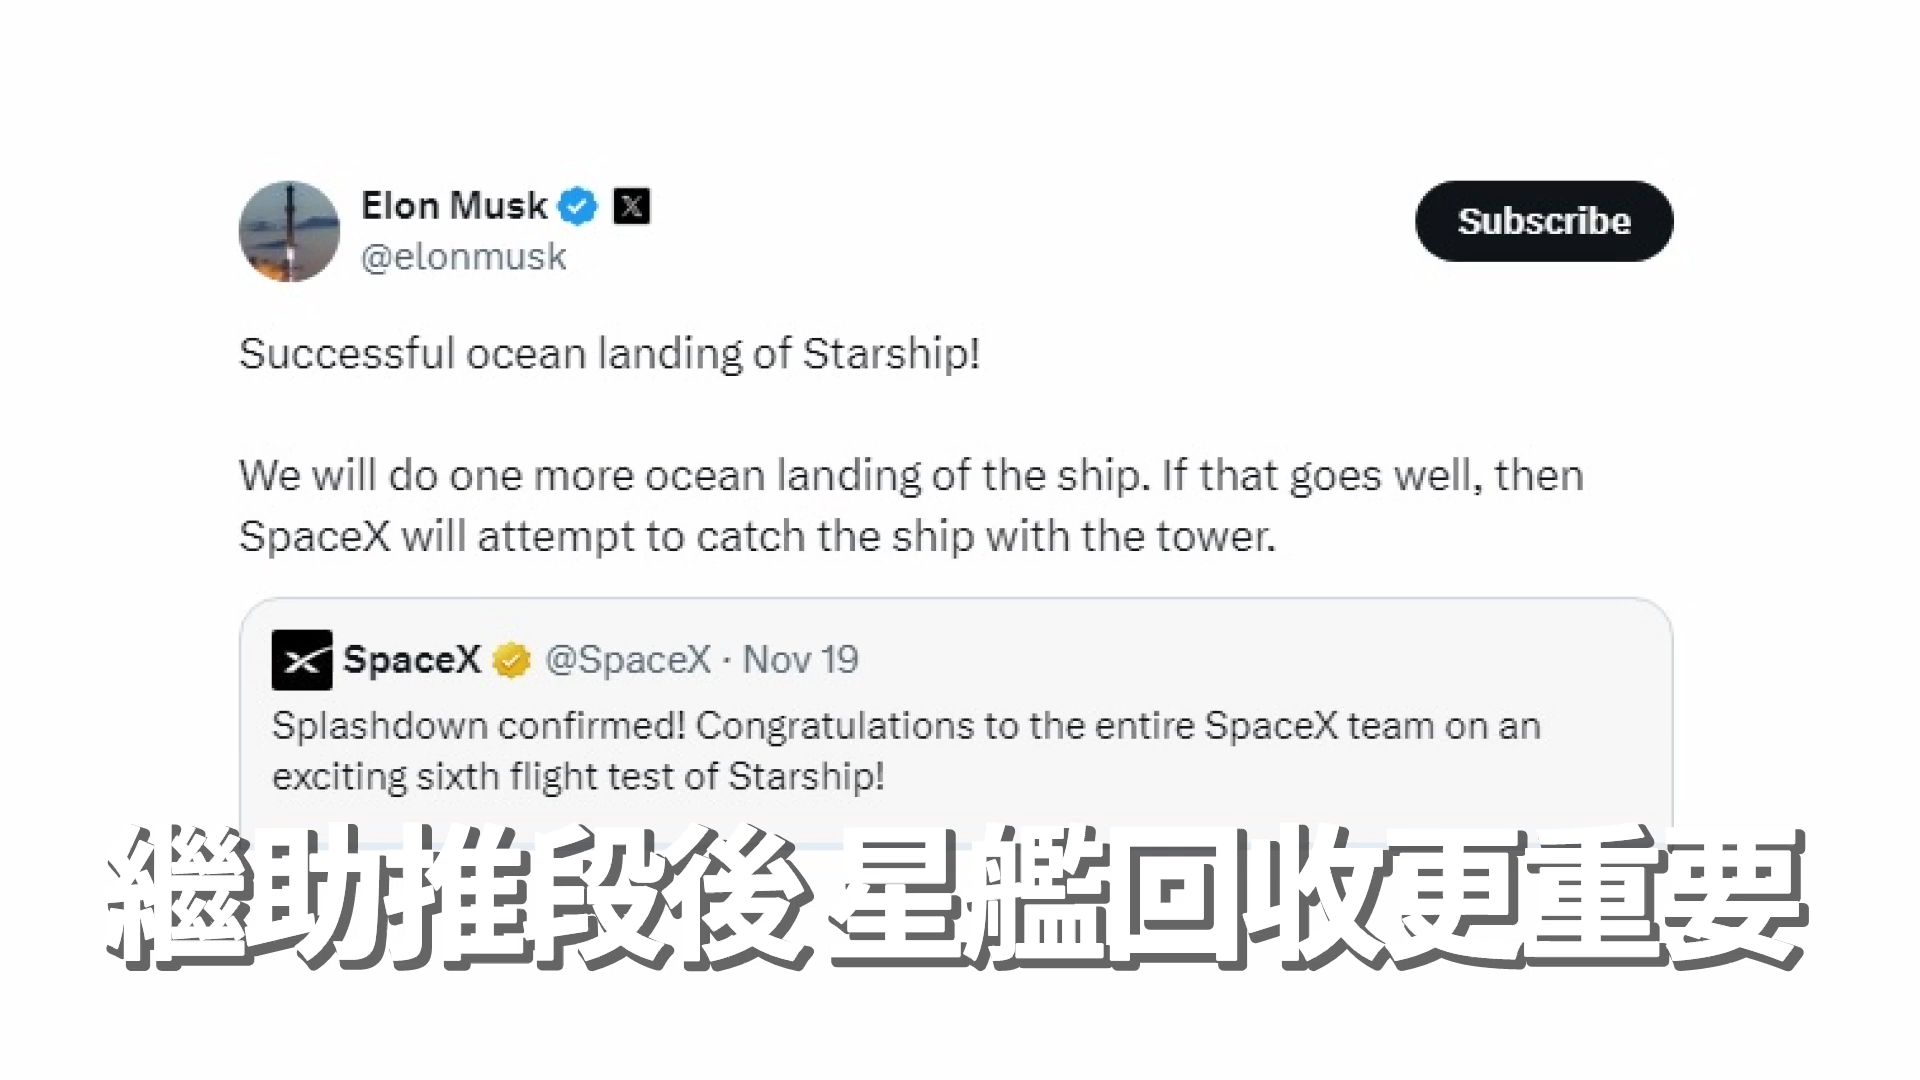 Elon Musk
@elonmusk
Subscribe
Successful ocean landing of Starship!
We will do one more ocean landing of the ship. If that goes well, then
SpaceX will attempt to catch the ship with the tower.
SpaceX @SpaceX · Nov 19
Splashdown confirmed! Congratulations to the entire SpaceX team on an
exciting sixth flight test of Starship!
繼助推段後 星艦回收更重要